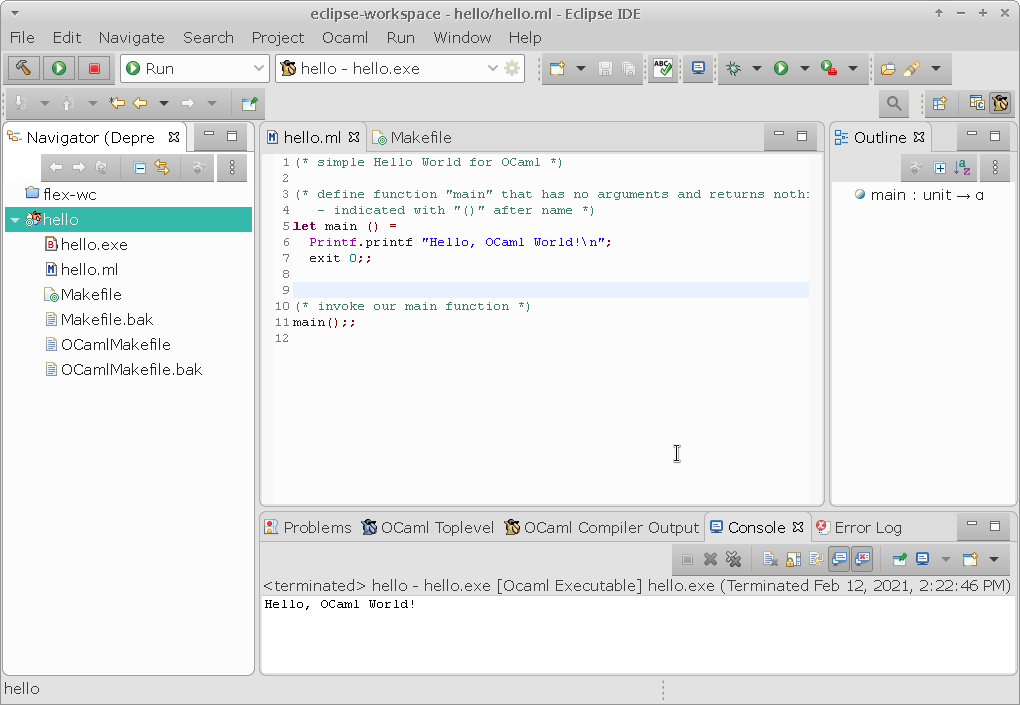 eclipse-workspace - hello/hello.ml - Eclipse IDE
File Edit Navigate Search Project Ocaml Run Window Help
Run
hello - hello.exe
ABC
Navigator (Depre
flex-wc
hello
hello.exe
hello.ml
Makefile
Makefile.bak
OCamlMakefile
OCamlMakefile.bak
hello.ml
Makefile
1 (* simple Hello World for OCaml *)
2
3 (* define function "main" that has no arguments and returns nothi
4 - indicated with "()" after name *)
5 let main () =
6 Printf.printf "Hello, OCaml World!\n";
7 exit 0;;
8
9
10 (* invoke our main function *)
11 main();;
12
Outline
main : unit → α
Problems OCaml Toplevel OCaml Compiler Output Console Error Log
<terminated> hello - hello.exe [Ocaml Executable] hello.exe (Terminated Feb 12, 2021, 2:22:46 PM)
Hello, OCaml World!
hello